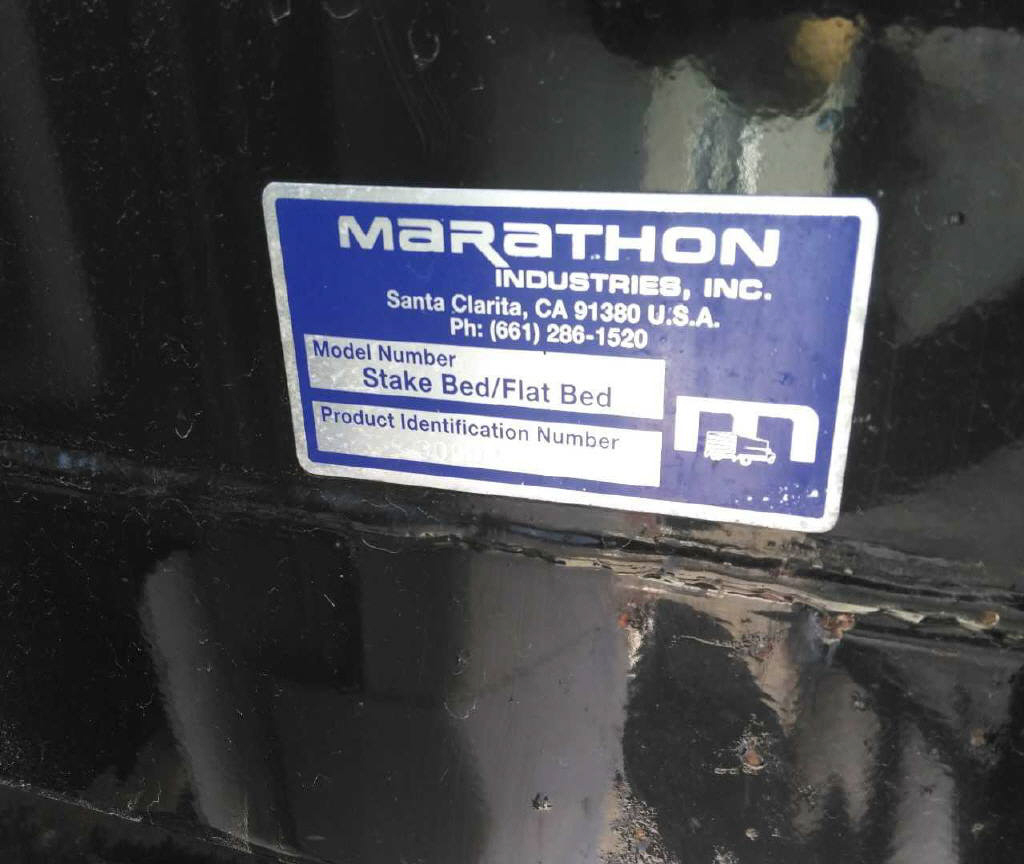 MARATHON
INDUSTRIES, INC.
Santa Clarita, CA 91380 U.S.A.
Ph: (661) 286-1520
Model Number
Stake Bed/Flat Bed
Product Identification Number